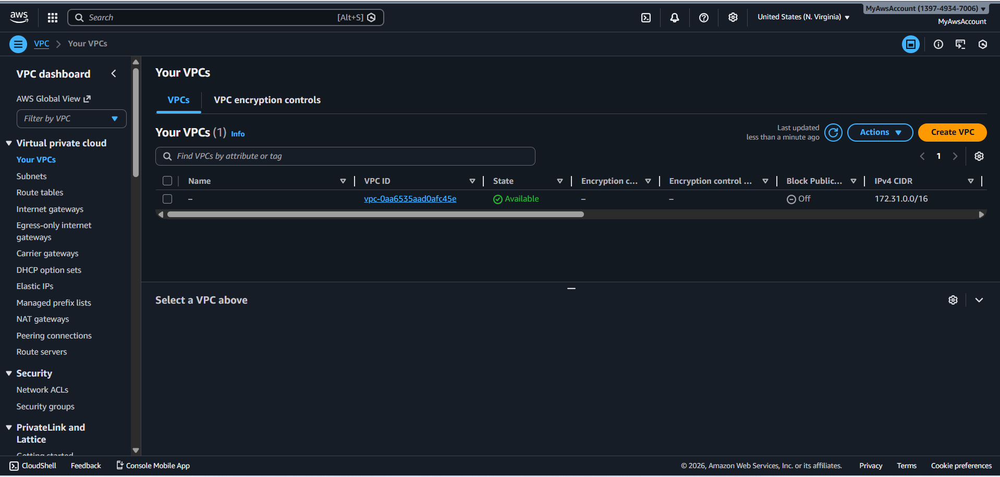 aws
Search [Alt+S]
United States (N. Virginia)
MyAwsAccount (1397-4934-7006)
MyAwsAccount
VPC
Your VPCs
VPC dashboard
AWS Global View
Filter by VPC
Virtual private cloud
Your VPCs
Subnets
Route tables
Internet gateways
Egress-only internet
gateways
Carrier gateways
DHCP option sets
Elastic IPs
Managed prefix lists
NAT gateways
Peering connections
Route servers
Security
Network ACLs
Security groups
PrivateLink and
Lattice
Getting started
Your VPCs
VPCs
VPC encryption controls
Your VPCs (1) Info
Last updated
less than a minute ago
Actions
Create VPC
Find VPCs by attribute or tag
1
Name VPC ID State Encryption c... Encryption control ... Block Public... IPv4 CIDR
– vpc-0aa6535aad0afc45e Available – – Off 172.31.0.0/16
Select a VPC above
CloudShell Feedback Console Mobile App © 2026, Amazon Web Services, Inc. or its affiliates. Privacy Terms Cookie preferences